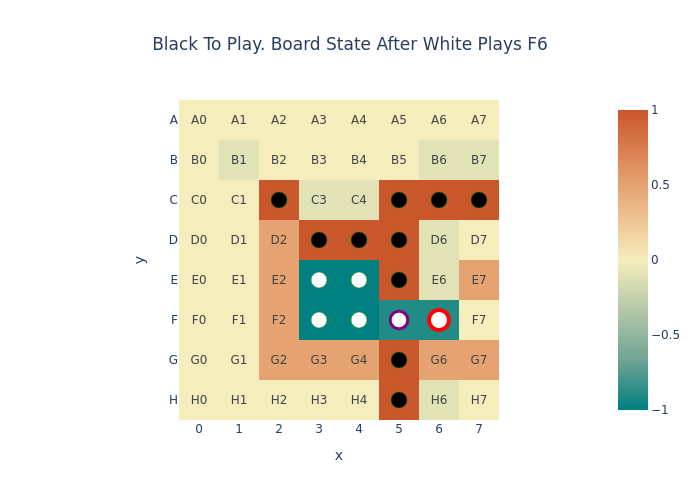 Black To Play. Board State After White Plays F6
A A0 A1 A2 A3 A4 A5 A6 A7
B B0 B1 B2 B3 B4 B5 B6 B7
C C0 C1 C3 C4
D D0 D1 D2 D6 D7
E E0 E1 E2 E6 E7
F F0 F1 F2 F7
G G0 G1 G2 G3 G4 G6 G7
H H0 H1 H2 H3 H4 H6 H7
0 1 2 3 4 5 6 7
x
y
1
0.5
0
−0.5
−1